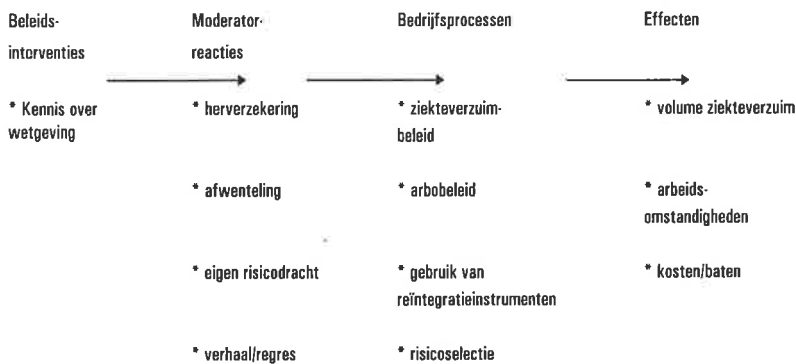 Beleids-
interventies
Moderator-
reacties
Bedrijfsprocessen
Effecten
* Kennis over
wetgeving
* herverzekering
* ziekteverzuim-
beleid
* volume ziekteverzuim
* afwenteling
* arbobeleid
* arbeids-
omstandigheden
* eigen risicodracht
* gebruik van
reïntegratieinstrumenten
* kosten/baten
* verhaal/regres
* risicoselectie